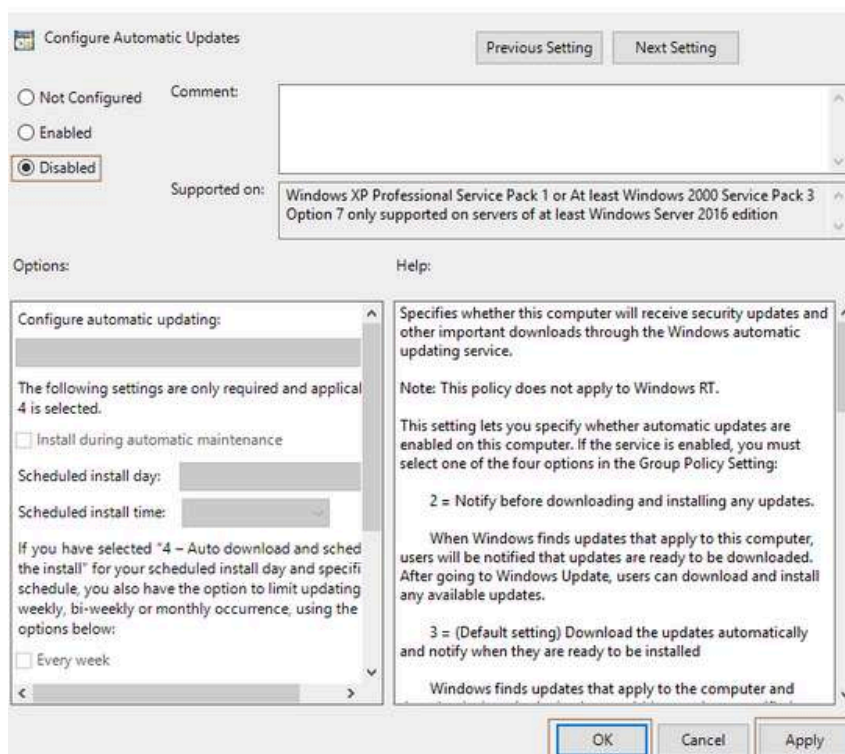 Configure Automatic Updates
Previous Setting
Next Setting
Not Configured
Comment:
Enabled
Disabled
Supported on:
Windows XP Professional Service Pack 1 or At least Windows 2000 Service Pack 3
Option 7 only supported on servers of at least Windows Server 2016 edition
Options:
Help:
Configure automatic updating:
The following settings are only required and applical
4 is selected.
Install during automatic maintenance
Scheduled install day:
Scheduled install time:
If you have selected "4 – Auto download and sched
the install" for your scheduled install day and specifi
schedule, you also have the option to limit updating
weekly, bi-weekly or monthly occurrence, using the
options below:
Every week
Specifies whether this computer will receive security updates and
other important downloads through the Windows automatic
updating service.
Note: This policy does not apply to Windows RT.
This setting lets you specify whether automatic updates are
enabled on this computer. If the service is enabled, you must
select one of the four options in the Group Policy Setting:
2 = Notify before downloading and installing any updates.
When Windows finds updates that apply to this computer,
users will be notified that updates are ready to be downloaded.
After going to Windows Update, users can download and install
any available updates.
3 = (Default setting) Download the updates automatically
and notify when they are ready to be installed
Windows finds updates that apply to the computer and
OK
Cancel
Apply